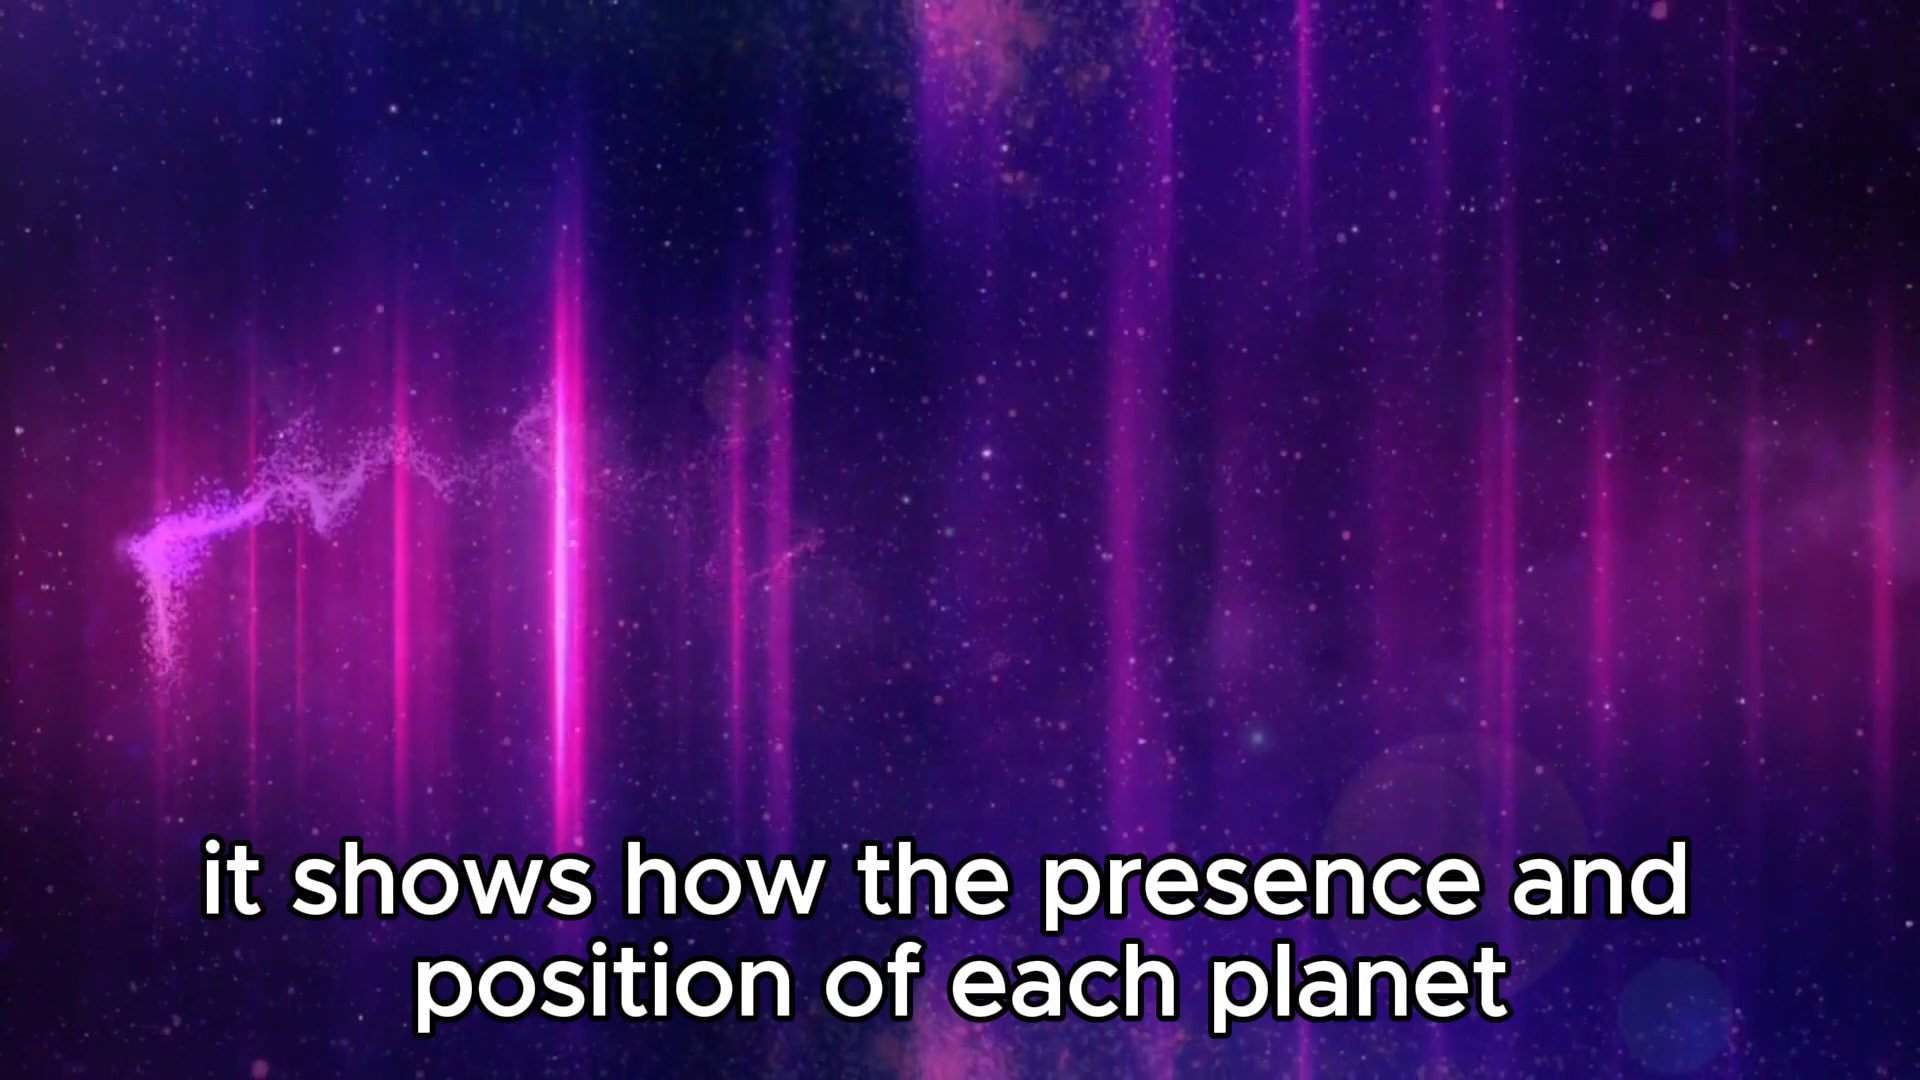 it shows how the presence and
position of each planet